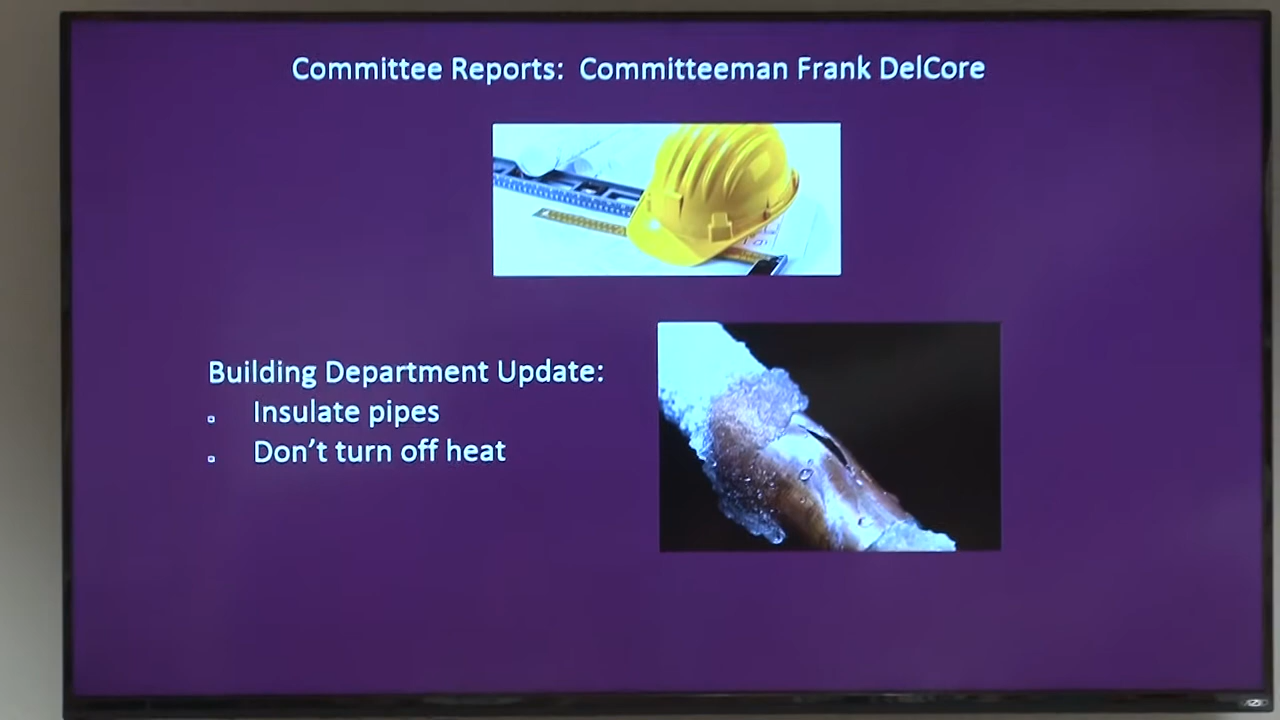 Committee Reports: Committeeman Frank DelCore
Building Department Update:
Insulate pipes
Don't turn off heat